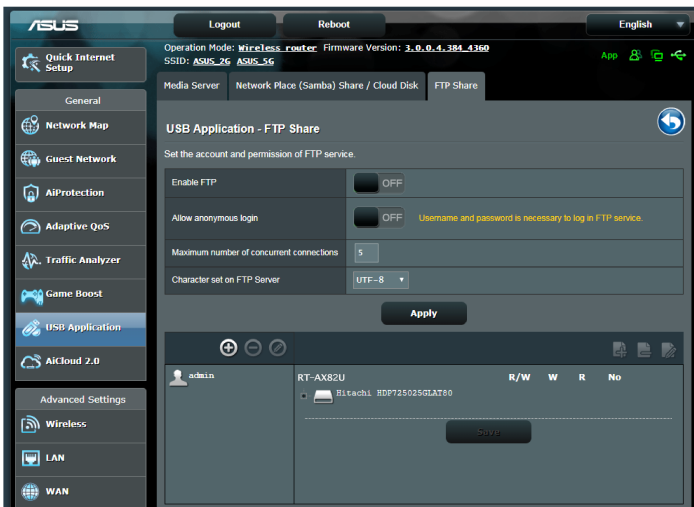 ASUS
Logout
Reboot
English
Quick Internet Setup
Operation Mode: Wireless router Firmware Version: 3.0.0.4.384_4360
SSID: ASUS_2G ASUS_5G
App
Media Server
Network Place (Samba) Share / Cloud Disk
FTP Share
General
Network Map
Guest Network
AiProtection
Adaptive QoS
Traffic Analyzer
Game Boost
USB Application
AiCloud 2.0
Advanced Settings
Wireless
LAN
WAN
USB Application - FTP Share
Set the account and permission of FTP service.
Enable FTP
OFF
Allow anonymous login
OFF
Username and password is necessary to log in FTP service.
Maximum number of concurrent connections
5
Character set on FTP Server
UTF-8
Apply
admin
RT-AX82U
R/W
W
R
No
Hitachi HDP725025GLAT80
Save